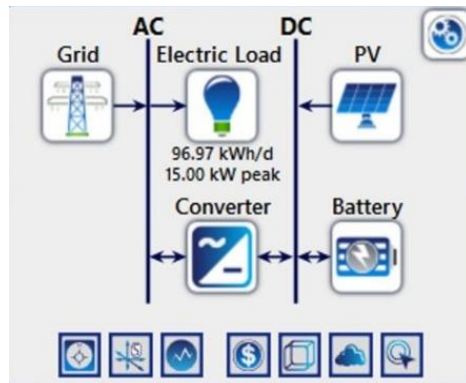 AC
DC
Grid
Electric Load
PV
96.97 kWh/d
15.00 kW peak
Converter
Battery